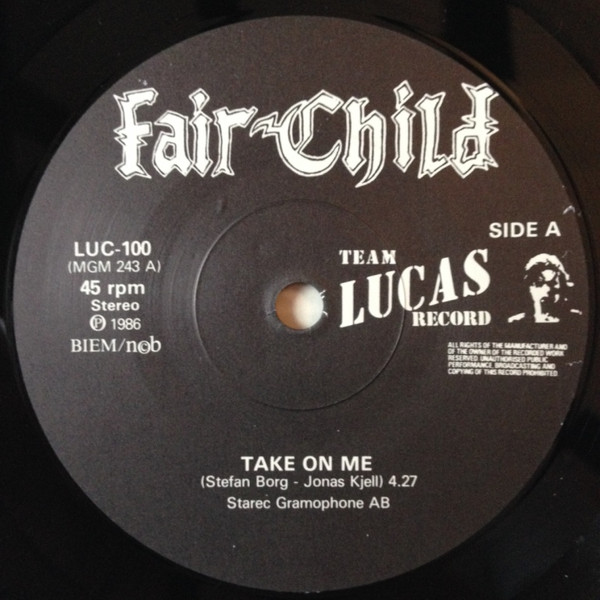 Fair-Child
SIDE A
LUC-100
(MGM 243 A)
45 rpm
Stereo
Ⓟ 1986
BIEM/n©b
TEAM
LUCAS
RECORD
ALL RIGHTS OF THE MANUFACTURER AND
OF THE OWNER OF THE RECORDED WORK
RESERVED. UNAUTHORISED PUBLIC
PERFORMANCE, BROADCASTING AND
COPYING OF THIS RECORD PROHIBITED
TAKE ON ME
(Stefan Borg - Jonas Kjell) 4.27
Starec Gramophone AB